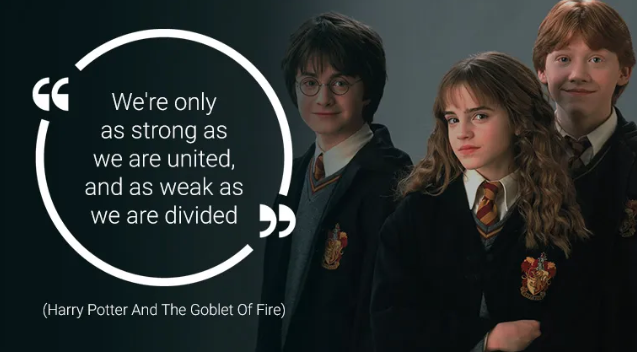 “
We're only
as strong as
we are united,
and as weak as
we are divided
”
(Harry Potter And The Goblet Of Fire)